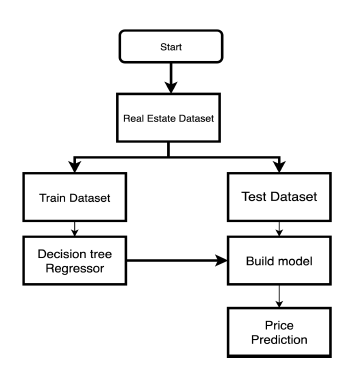 Start
Real Estate Dataset
Train Dataset
Test Dataset
Decision tree
Regressor
Build model
Price
Prediction